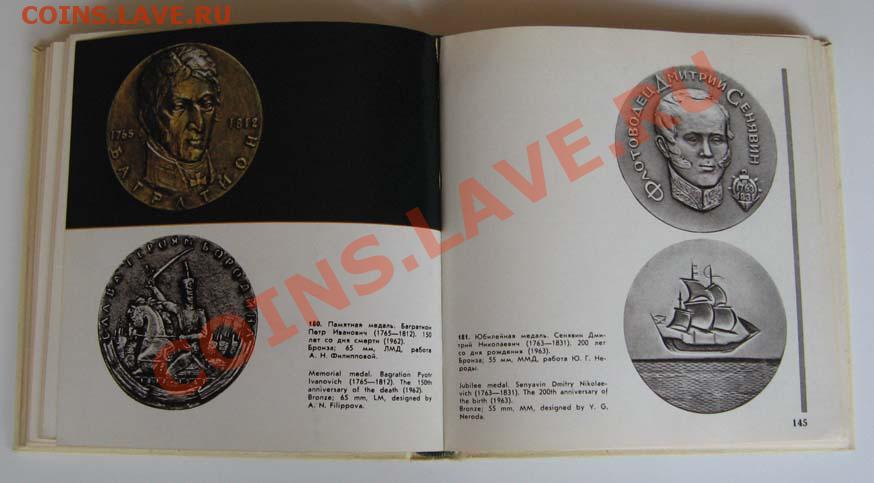 COINS.LAVE.РУ
1765
1812
БАГРАТИОН
СЛАВА ГЕРОЯМ
180. Памятная медаль. Багратион
Петр Иванович (1765—1812). 150
лет со дня смерти (1962).
Бронза; 65 мм, ЛМД, работа
А. Н. Филипповой.
Memorial medal. Bagration Pyotr
Ivanovich (1765—1812). The 150th
anniversary of the death (1962).
Bronze; 65 mm, LM, designed by
A. N. Filippova.
ФЛОТОВОДЕЦ ДМИТРИЙ СЕНЯВИН
1763
1831
181. Юбилейная медаль. Сенявин Дми-
трий Николаевич (1763—1831). 200 лет
со дня рождения (1963).
Бронза; 55 мм, ММД, работа Ю. Г. Не-
роды.
Jubilee medal. Senyavin Dmitry Nikolae-
vich (1763—1831). The 200th anniversary of
the birth (1963).
Bronze; 55 mm, MM, designed by Y. G.
Neroda.
145
COINS.LAVE.RU